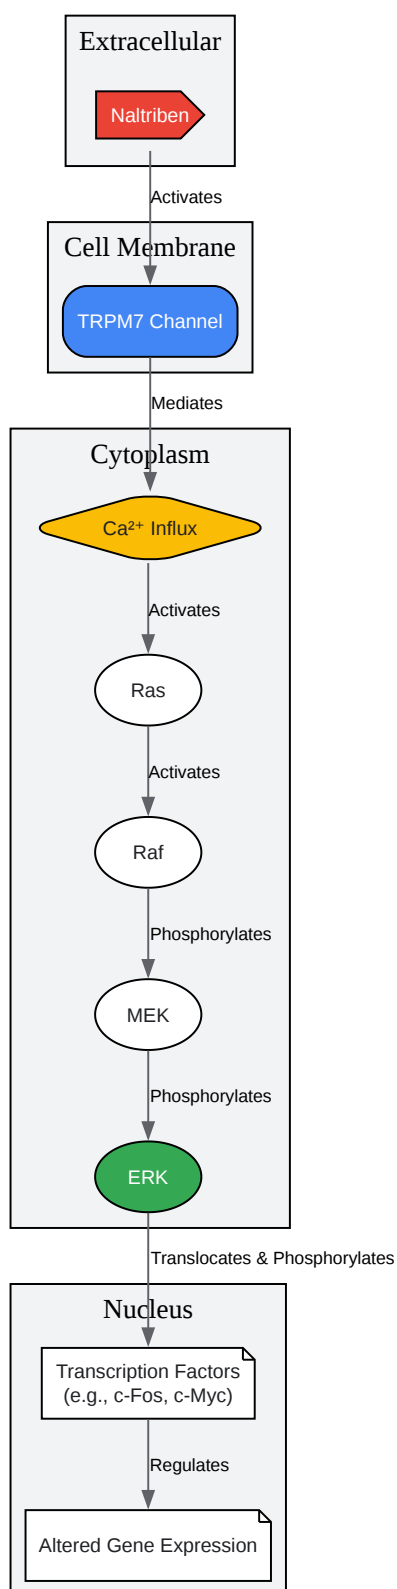 Extracellular
Naltriben
Activates
Cell Membrane
TRPM7 Channel
Mediates
Cytoplasm
Ca²⁺ Influx
Activates
Ras
Activates
Raf
Phosphorylates
MEK
Phosphorylates
ERK
Translocates & Phosphorylates
Nucleus
Transcription Factors
(e.g., c-Fos, c-Myc)
Regulates
Altered Gene Expression